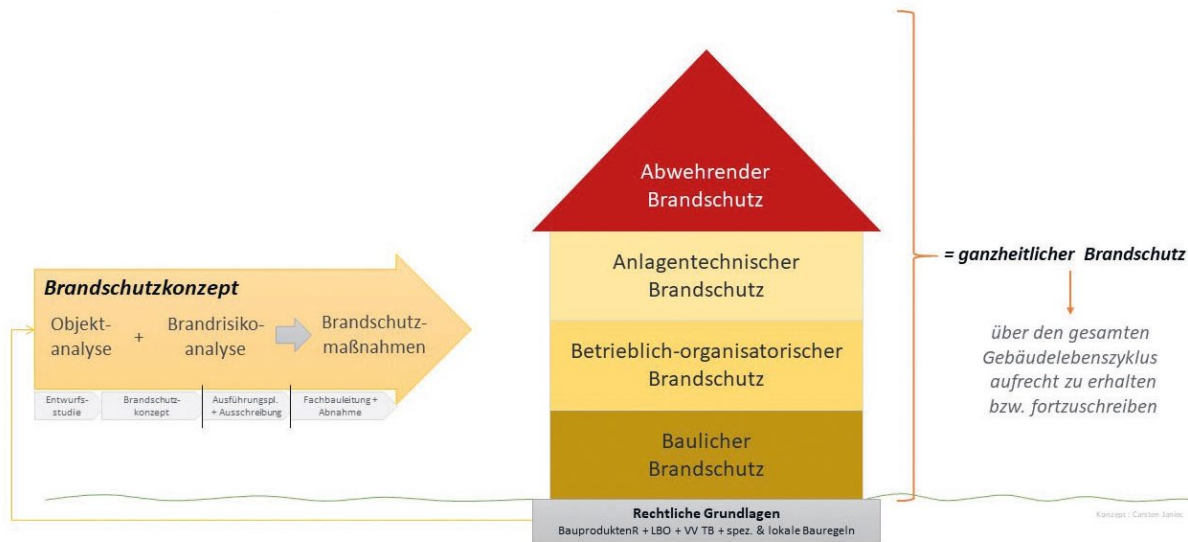 Brandschutzkonzept
Objekt-
analyse
+
Brandrisiko-
analyse
Brandschutz-
maßnahmen
Entwurfs-
studie
Brandschutz-
konzept
Ausführungspl.
+ Ausschreibung
Fachbauleitung +
Abnahme
Abwehrender
Brandschutz
Anlagentechnischer
Brandschutz
Betrieblich-organisatorischer
Brandschutz
Baulicher
Brandschutz
Rechtliche Grundlagen
BauproduktenR + LBO + VV TB + spez. & lokale Bauregeln
= ganzheitlicher Brandschutz
über den gesamten
Gebäudelebenszyklus
aufrecht zu erhalten
bzw. fortzuschreiben
Konzept : Carsten Janiec